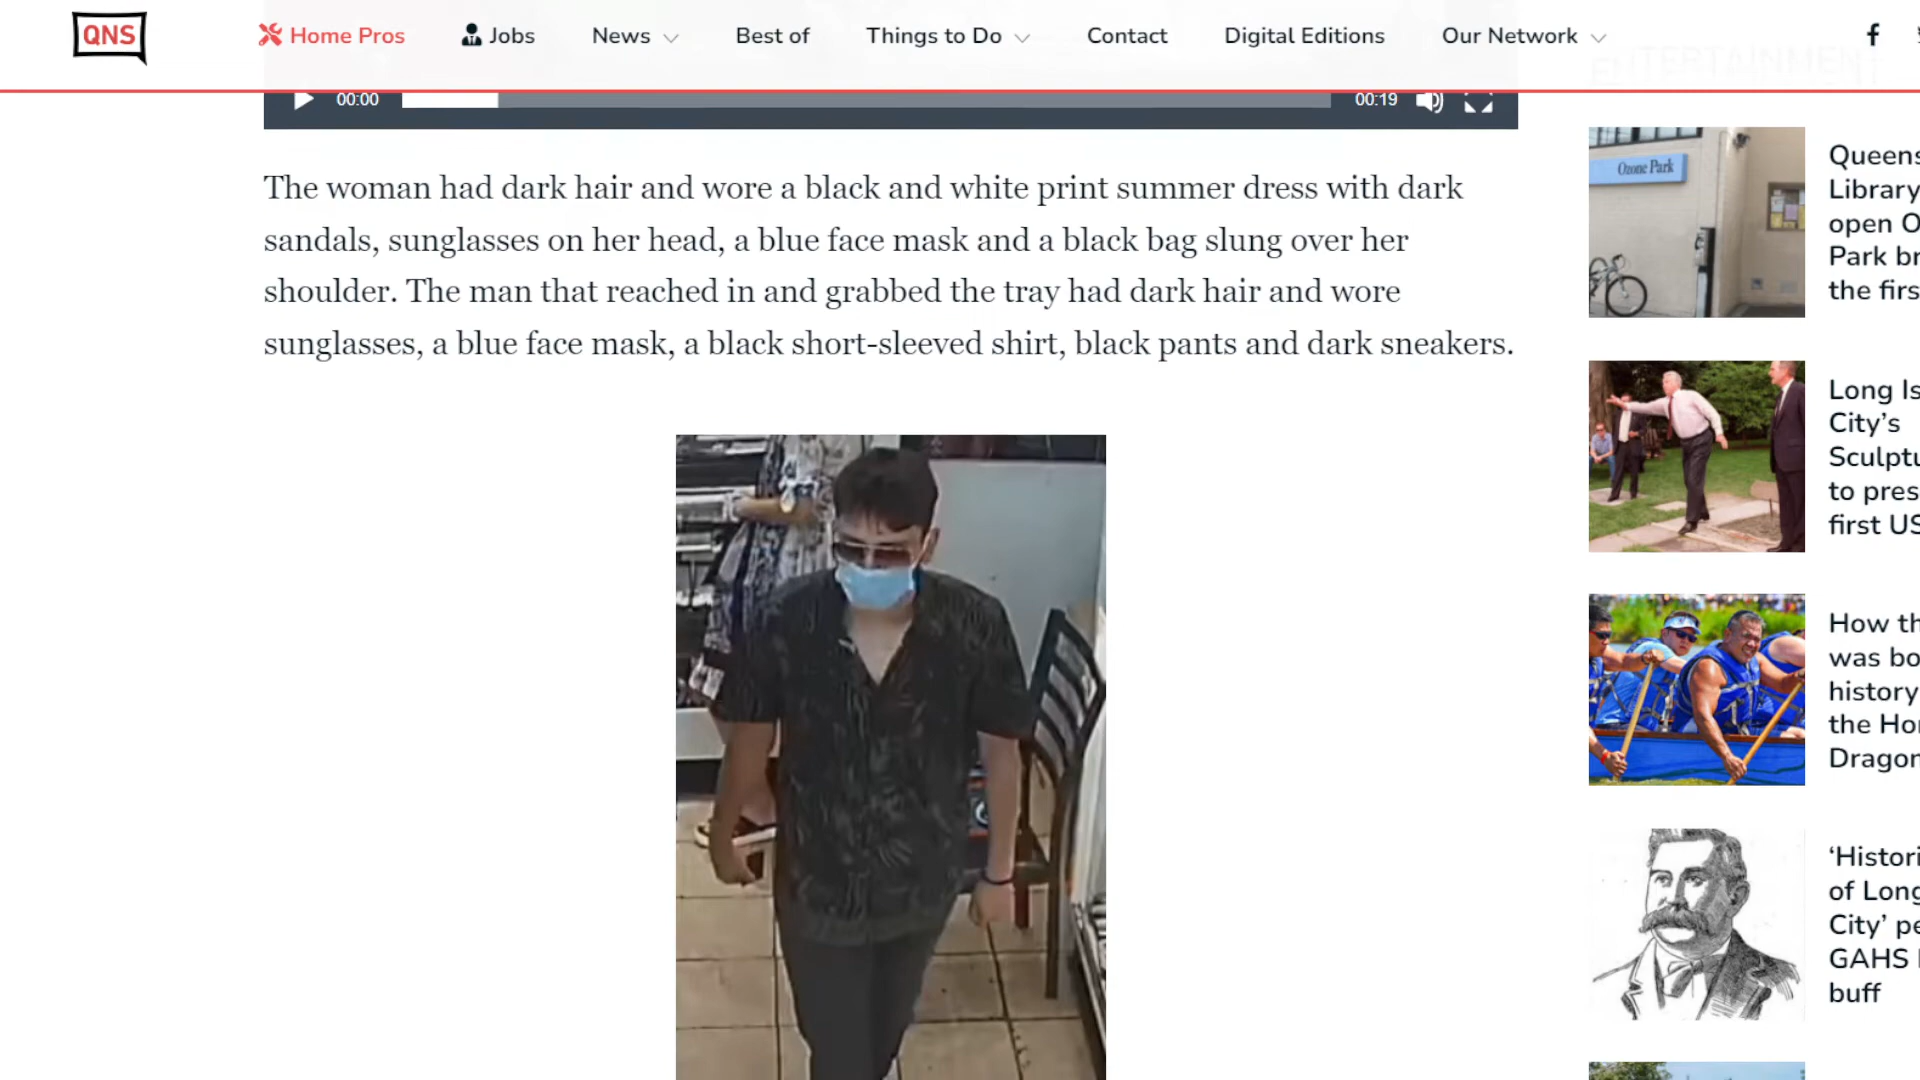 QNS
Home Pros
Jobs
News
Best of
Things to Do
Contact
Digital Editions
Our Network
ENTERTAINMENT
00:00
00:19
The woman had dark hair and wore a black and white print summer dress with dark
sandals, sunglasses on her head, a blue face mask and a black bag slung over her
shoulder. The man that reached in and grabbed the tray had dark hair and wore
sunglasses, a blue face mask, a black short-sleeved shirt, black pants and dark sneakers.
Ozone Park
Queens
Library
open O
Park br
the firs
Long Is
City’s
Sculptu
to pres
first US
How th
was bo
history
the Hon
Dragon
‘Histori
of Long
City’ pe
GAHS
buff